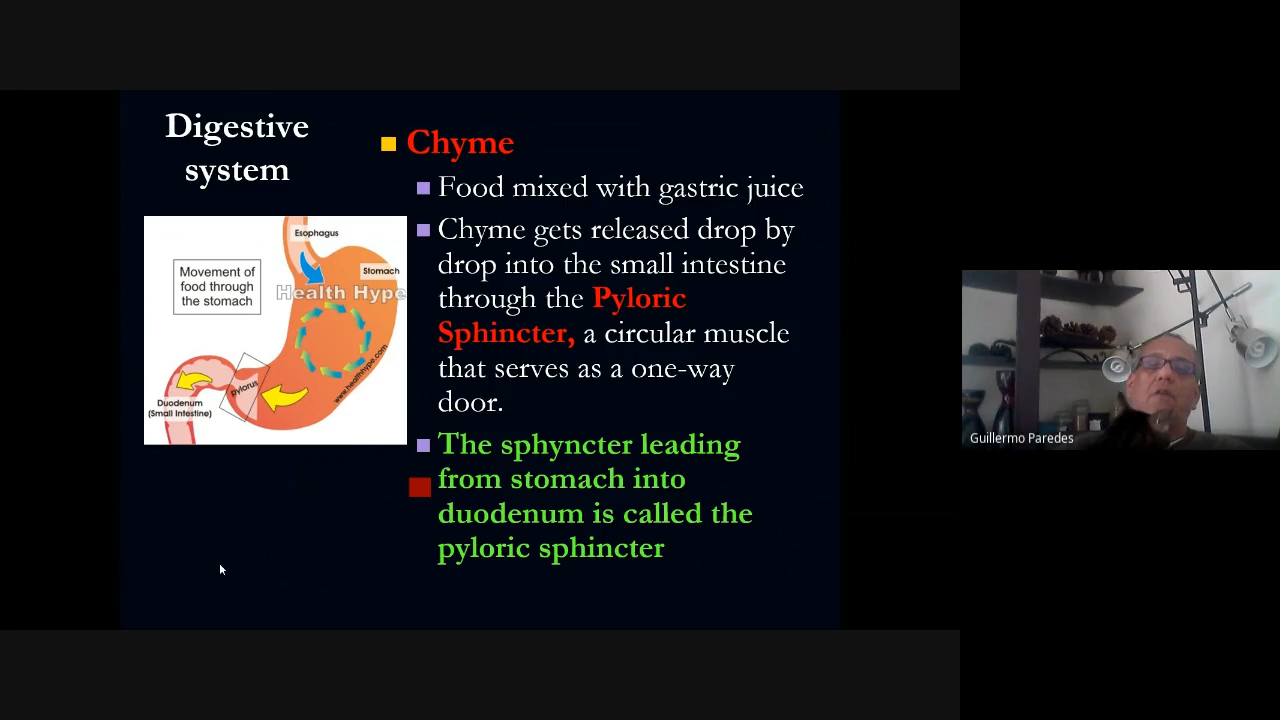 Digestive
system
Chyme
Food mixed with gastric juice
Chyme gets released drop by
drop into the small intestine
through the Pyloric
Sphincter, a circular muscle
that serves as a one-way
door.
The sphyncter leading
from stomach into
duodenum is called the
pyloric sphincter
Esophagus
Stomach
Movement of
food through
the stomach
Health Hype
www.healthhype.com
pylorus
Duodenum
(Small Intestine)
Guillermo Paredes